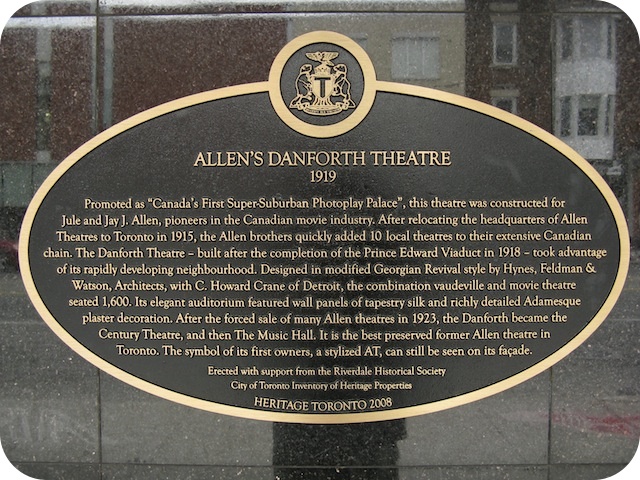 ALLEN'S DANFORTH THEATRE
1919
Promoted as “Canada's First Super-Suburban Photoplay Palace”, this theatre was constructed for
Jule and Jay J. Allen, pioneers in the Canadian movie industry. After relocating the headquarters of Allen
Theatres to Toronto in 1915, the Allen brothers quickly added 10 local theatres to their extensive Canadian
chain. The Danforth Theatre – built after the completion of the Prince Edward Viaduct in 1918 – took advantage
of its rapidly developing neighbourhood. Designed in modified Georgian Revival style by Hynes, Feldman &
Watson, Architects, with C. Howard Crane of Detroit, the combination vaudeville and movie theatre
seated 1,600. Its elegant auditorium featured wall panels of tapestry silk and richly detailed Adamesque
plaster decoration. After the forced sale of many Allen theatres in 1923, the Danforth became the
Century Theatre, and then The Music Hall. It is the best preserved former Allen theatre in
Toronto. The symbol of its first owners, a stylized AT, can still be seen on its façade.
Erected with support from the Riverdale Historical Society
City of Toronto Inventory of Heritage Properties
HERITAGE TORONTO 2008